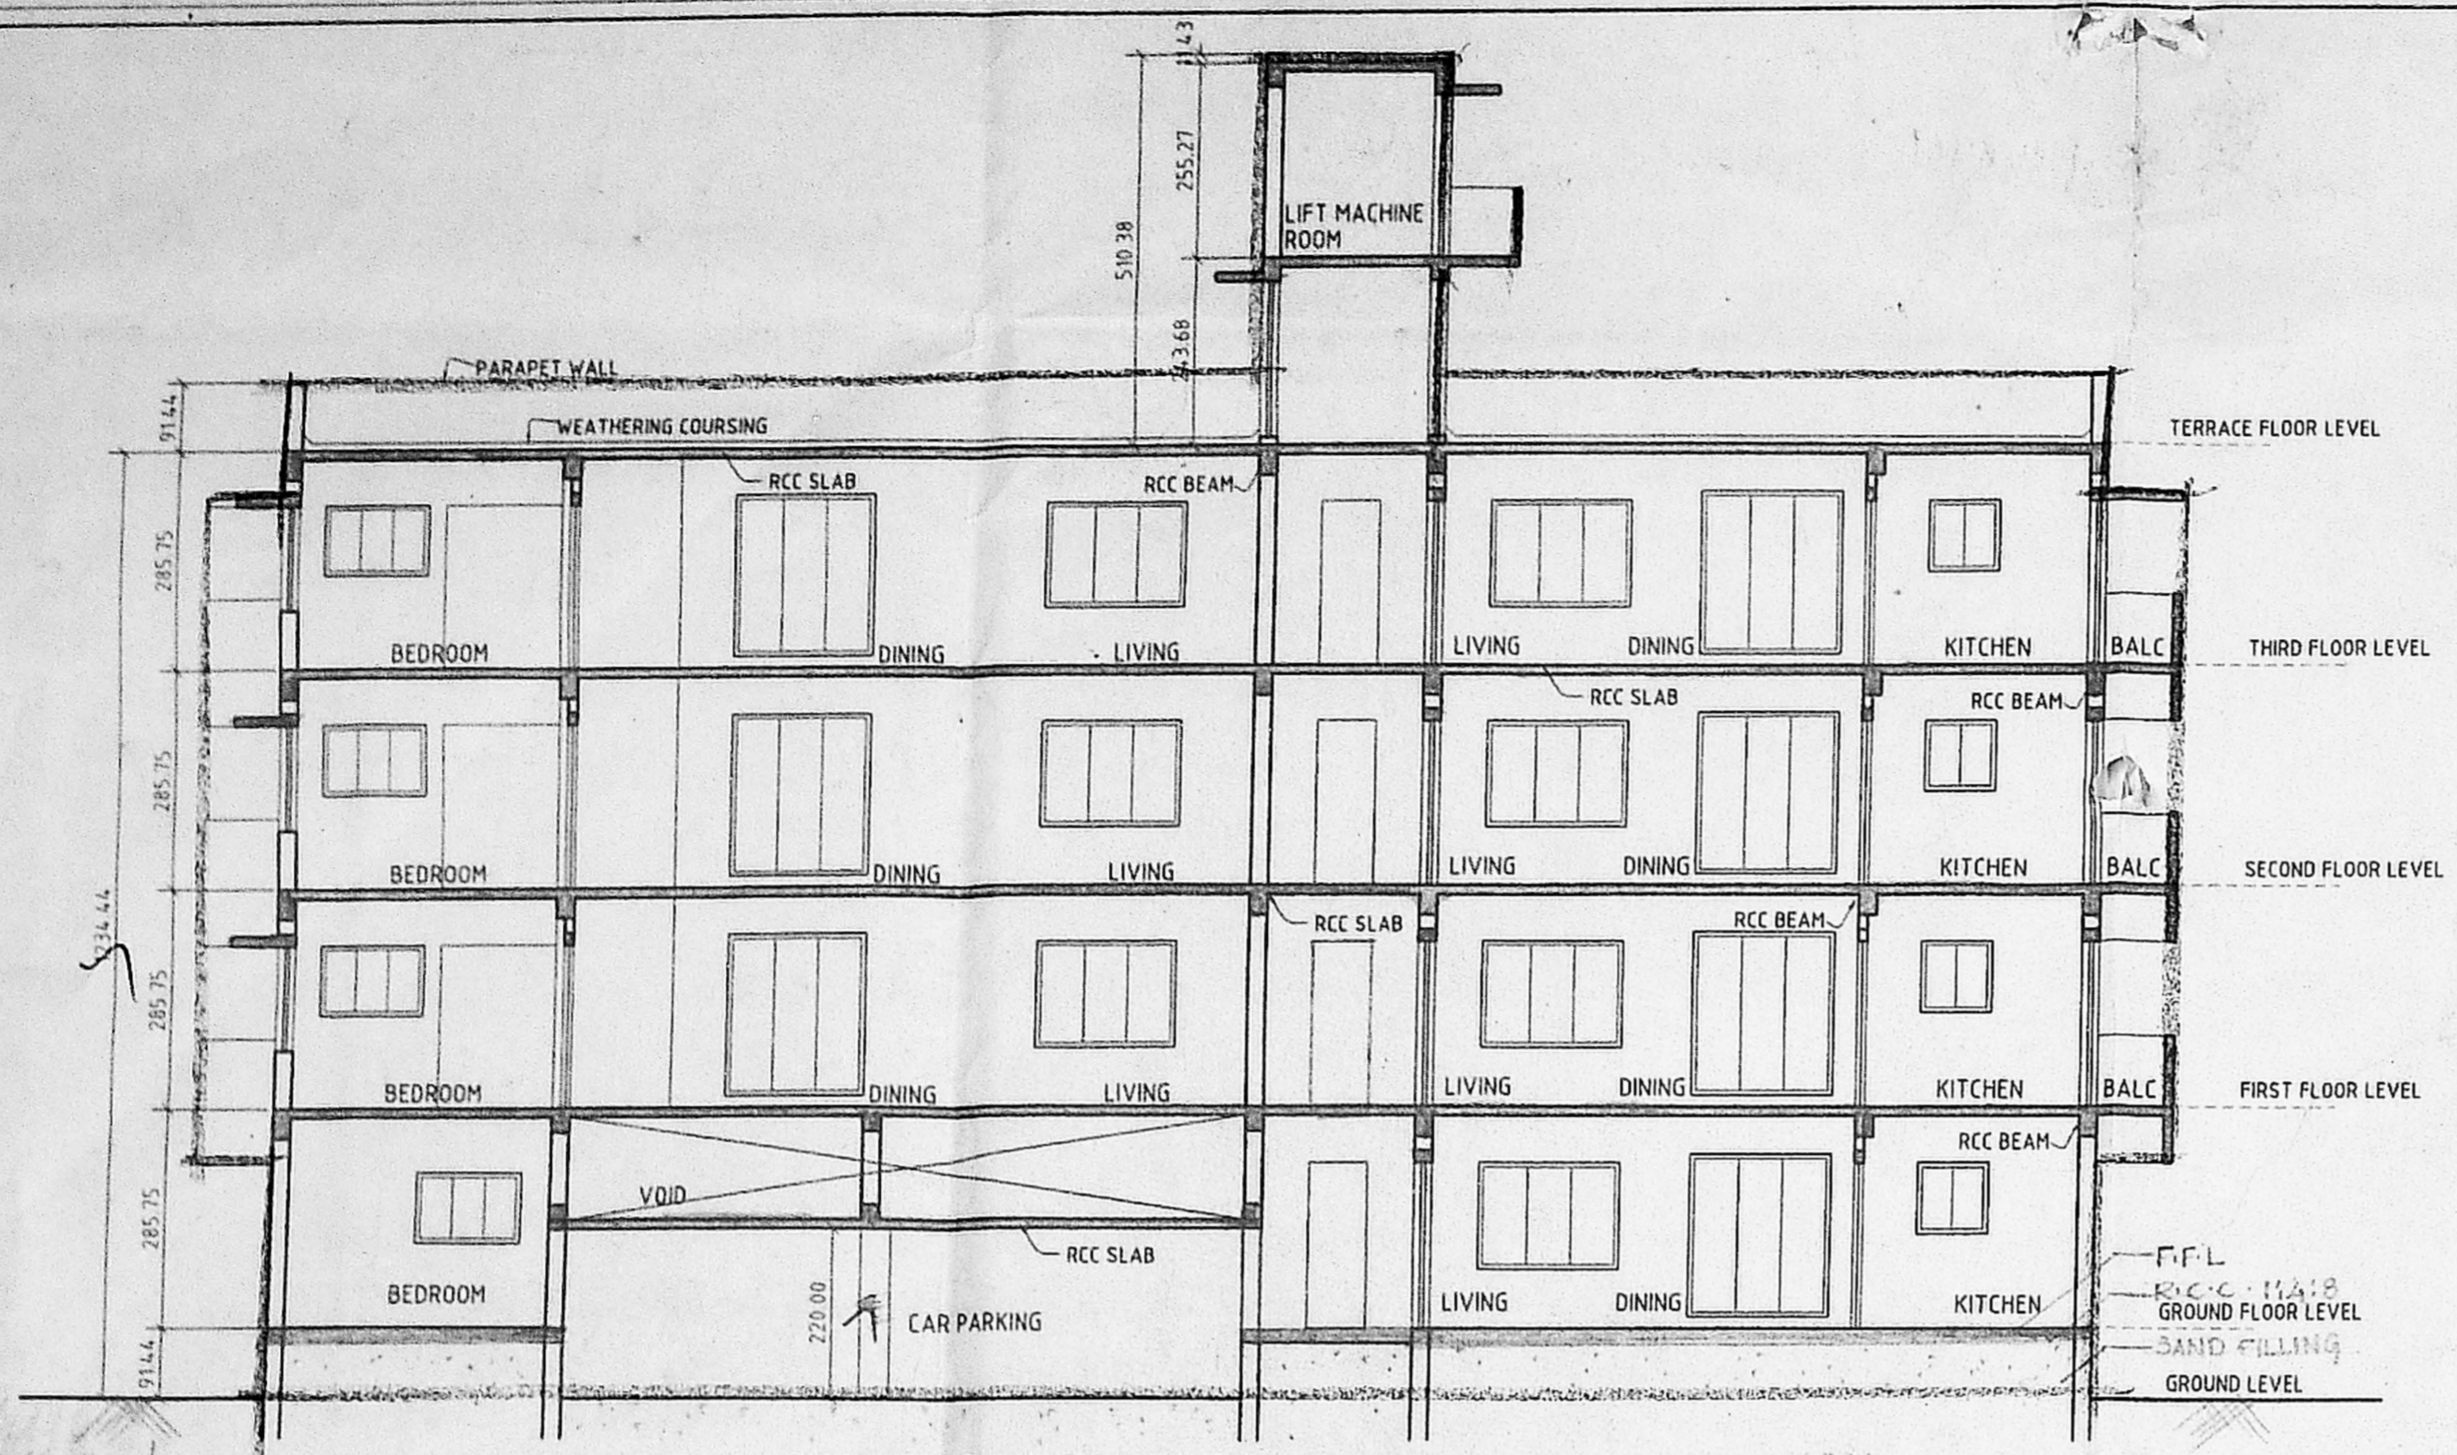 11.43
255.27
510 38
LIFT MACHINE
ROOM
243.68
PARAPET WALL
91.44
WEATHERING COURSING
TERRACE FLOOR LEVEL
RCC SLAB
RCC BEAM
285.75
BEDROOM
DINING
LIVING
LIVING
DINING
KITCHEN
BALC
THIRD FLOOR LEVEL
RCC SLAB
RCC BEAM
285.75
BEDROOM
DINING
LIVING
LIVING
DINING
KITCHEN
BALC
SECOND FLOOR LEVEL
RCC SLAB
RCC BEAM
285.75
BEDROOM
DINING
LIVING
LIVING
DINING
KITCHEN
BALC
FIRST FLOOR LEVEL
RCC BEAM
VOID
285.75
RCC SLAB
F.F.L
BEDROOM
220 00
CAR PARKING
LIVING
DINING
KITCHEN
R.C.C.
GROUND FLOOR LEVEL
SAND FILLING
91.44
GROUND LEVEL